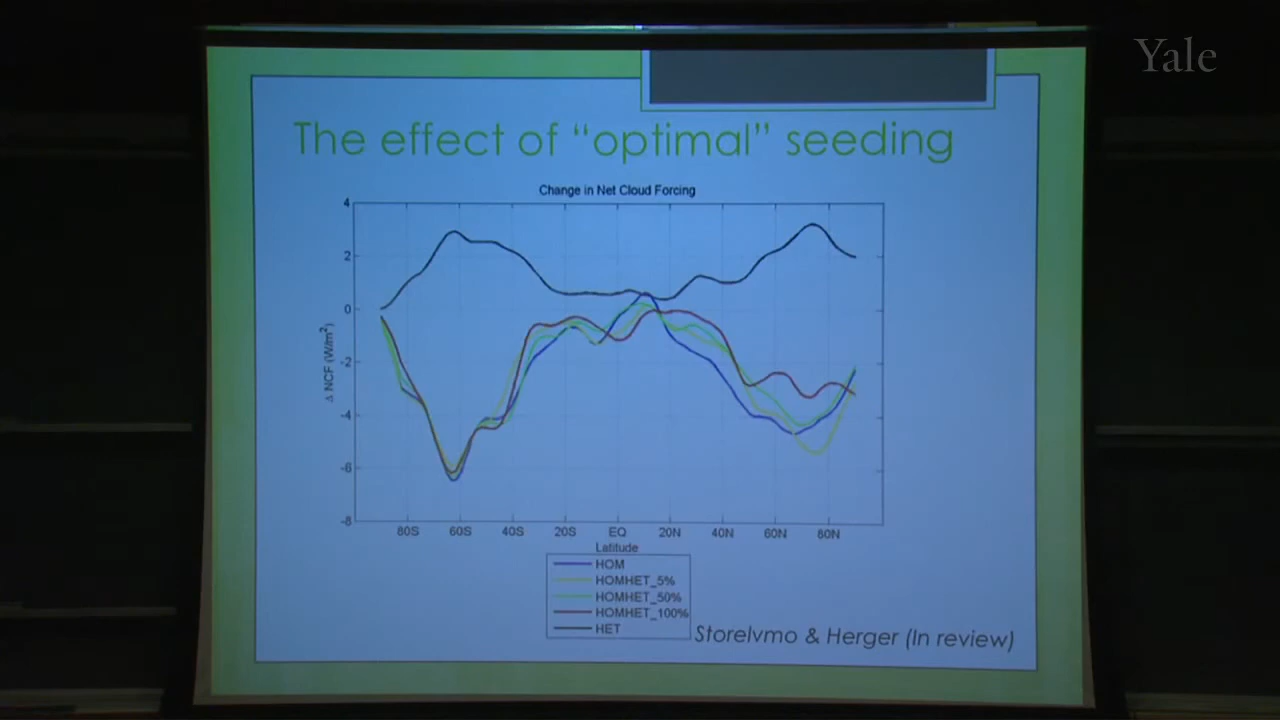 Yale
The effect of “optimal” seeding
Change in Net Cloud Forcing
4
2
0
-2
-4
-6
-8
Δ NCF (W/m²)
80S 60S 40S 20S EQ 20N 40N 60N 80N
Latitude
HOM
HOMHET_5%
HOMHET_50%
HOMHET_100%
HET
Storelvmo & Herger (In review)